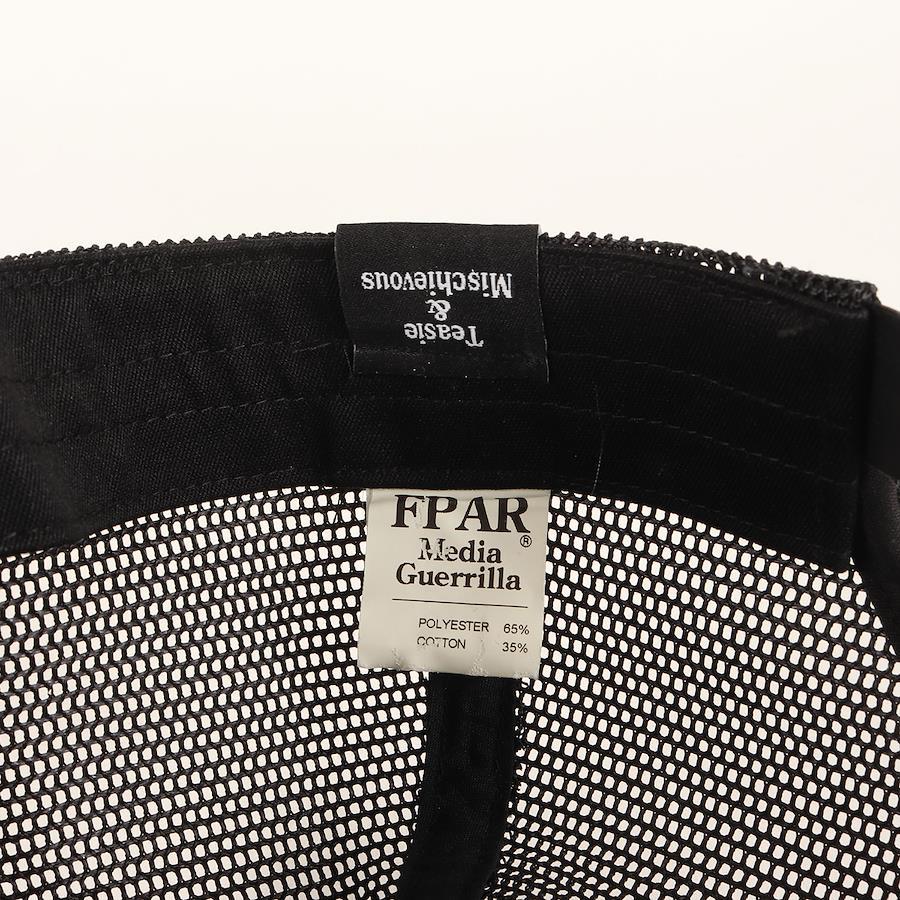 Teasie
&
Mischievous
FPAR®
Media
Guerrilla
POLYESTER 65%
COTTON 35%